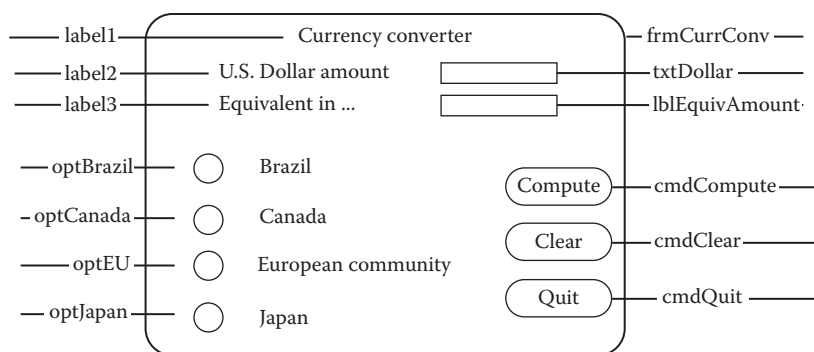 label1 Currency converter frmCurrConv
label2 U.S. Dollar amount txtDollar
label3 Equivalent in ... lblEquivAmount
optBrazil Brazil
Compute cmdCompute
optCanada Canada
Clear cmdClear
optEU European community
Quit cmdQuit
optJapan Japan